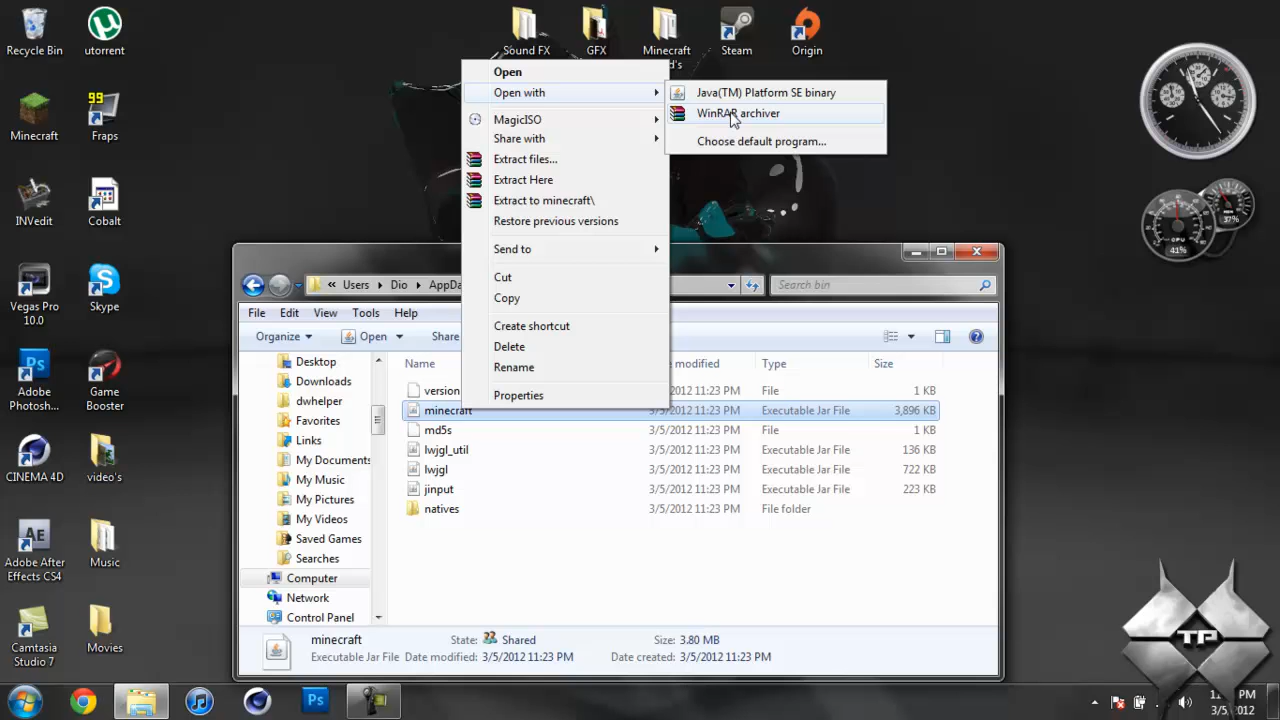 Recycle Bin
utorrent
Sound FX
GFX
Minecraft
d's
Steam
Origin
99
Minecraft
Fraps
INVedit
Cobalt
Vegas Pro
10.0
Skype
Adobe
Photosh...
Game
Booster
CINEMA 4D
video's
Adobe After
Effects CS4
Music
Camtasia
Studio 7
Movies
Open
Open with
MagicISO
Share with
Extract files...
Extract Here
Extract to minecraft\
Restore previous versions
Send to
Cut
Copy
Create shortcut
Delete
Rename
Properties
Java(TM) Platform SE binary
WinRAR archiver
Choose default program...
37%
CPU
41%
« Users Dio AppDa
Search bin
File Edit View Tools Help
Organize Open Share
Desktop
Downloads
dwhelper
Favorites
Links
My Documents
My Music
My Pictures
My Videos
Saved Games
Searches
Computer
Network
Control Panel
Name modified Type Size
version 3/5/2012 11:23 PM File 1 KB
minecraft 3/5/2012 11:23 PM Executable Jar File 3,896 KB
md5s 3/5/2012 11:23 PM File 1 KB
lwjgl_util 3/5/2012 11:23 PM Executable Jar File 136 KB
lwjgl 3/5/2012 11:23 PM Executable Jar File 722 KB
jinput 3/5/2012 11:23 PM Executable Jar File 223 KB
natives 3/5/2012 11:23 PM File folder
minecraft State: Shared Size: 3.80 MB
Executable Jar File Date modified: 3/5/2012 11:23 PM Date created: 3/5/2012 11:23 PM
TP
Ps
PM
3/5/2012